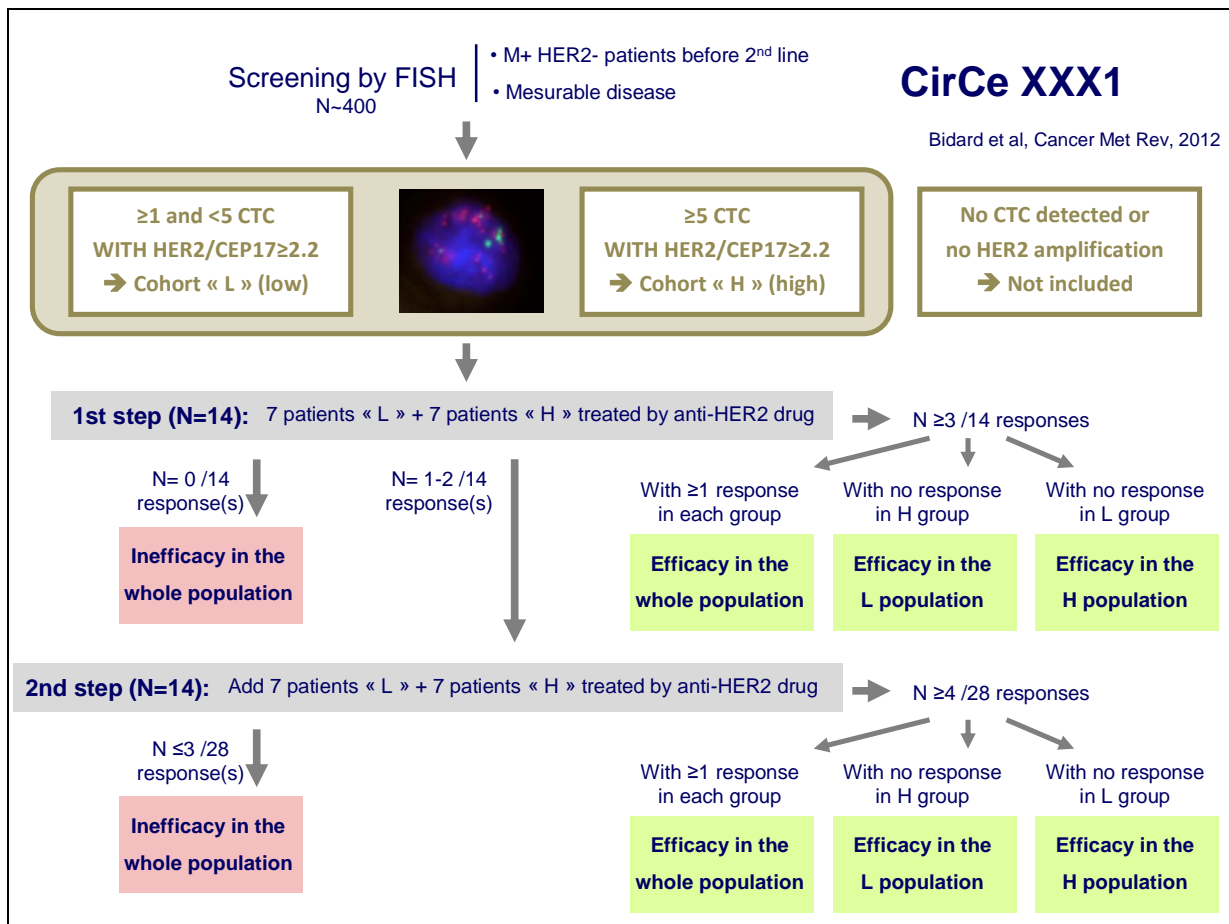 Screening by FISH
N~400
• M+ HER2- patients before 2nd line
• Mesurable disease
CirCe XXX1
Bidard et al, Cancer Met Rev, 2012
≥1 and <5 CTC
WITH HER2/CEP17≥2.2
➔ Cohort « L » (low)
≥5 CTC
WITH HER2/CEP17≥2.2
➔ Cohort « H » (high)
No CTC detected or
no HER2 amplification
➔ Not included
1st step (N=14): 7 patients « L » + 7 patients « H » treated by anti-HER2 drug
N ≥3 /14 responses
N= 0 /14
response(s)
N= 1-2 /14
response(s)
With ≥1 response
in each group
With no response
in H group
With no response
in L group
Inefficacy in the
whole population
Efficacy in the
whole population
Efficacy in the
L population
Efficacy in the
H population
2nd step (N=14): Add 7 patients « L » + 7 patients « H » treated by anti-HER2 drug
N ≥4 /28 responses
N ≤3 /28
response(s)
With ≥1 response
in each group
With no response
in H group
With no response
in L group
Inefficacy in the
whole population
Efficacy in the
whole population
Efficacy in the
L population
Efficacy in the
H population